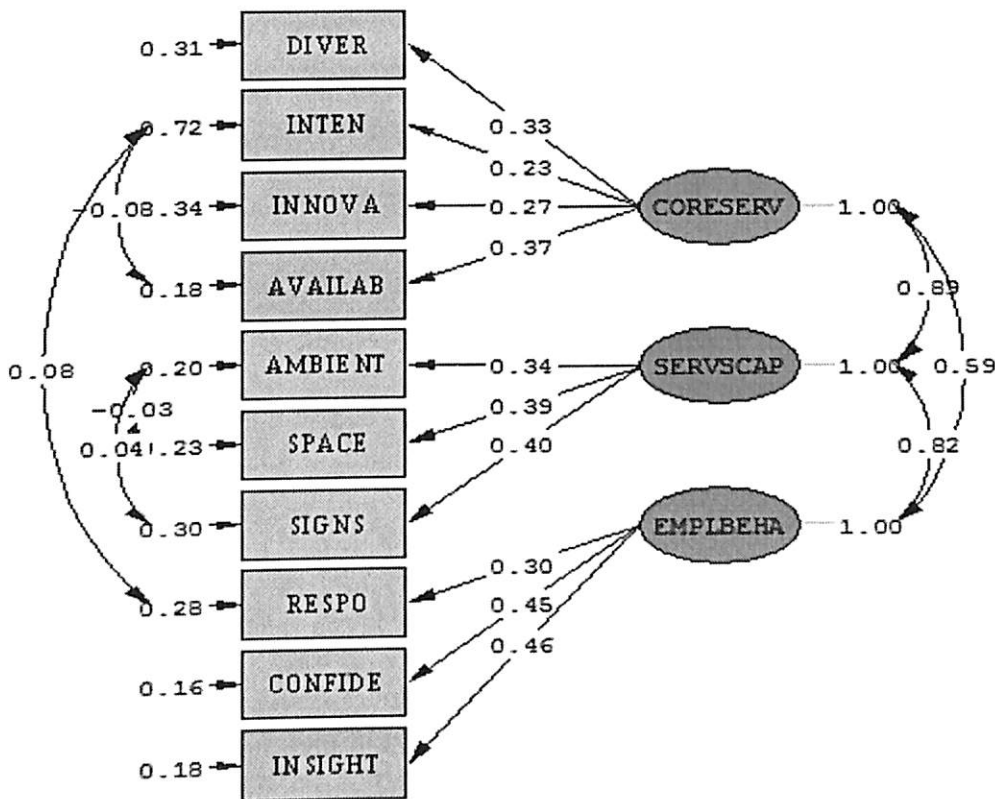 0.31 DIVER
0.33
0.72 INTEN
0.23
-0.08 .34 INNOVA 0.27 CORESERV 1.00
0.37
0.18 AVAILAB 0.89
0.08 0.20 AMBIENT 0.34 SERVSCAP 1.00 0.59
-0.03
0.39
0.04 .23 SPACE 0.40 0.82
0.30 SIGNS EMPLBEHA 1.00
0.30
0.28 RESPO 0.45
0.46
0.16 CONFIDE
0.18 INSIGHT